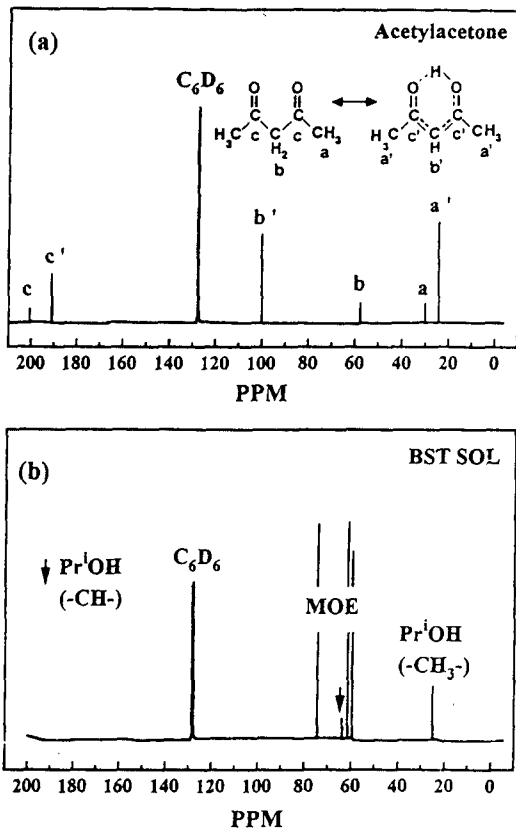 (a)
Acetylacetone
C₆D₆
O O
CH₃ C C CH₃
c c
H₂ a
b
O H O
H₃C C C CH₃
c' c'
a' H a'
b'
c
c'
b'
b
a
a'
200 180 160 140 120 100 80 60 40 20 0
PPM
(b)
BST SOL
PrⁱOH
(-CH-)
C₆D₆
MOE
PrⁱOH
(-CH₃-)
200 180 160 140 120 100 80 60 40 20 0
PPM